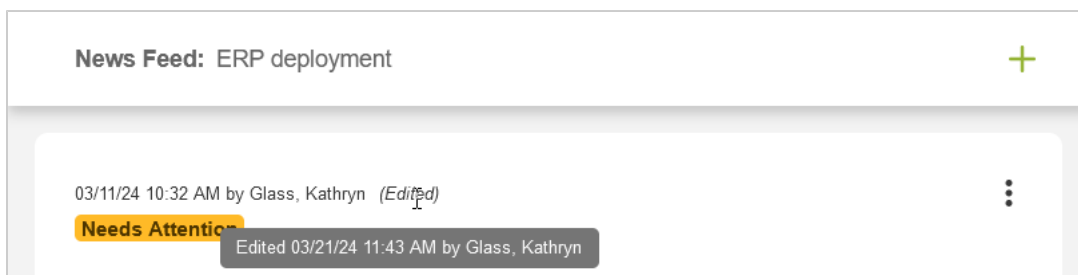 News Feed: ERP deployment
03/11/24 10:32 AM by Glass, Kathryn (Edited)
Needs Attention
Edited 03/21/24 11:43 AM by Glass, Kathryn